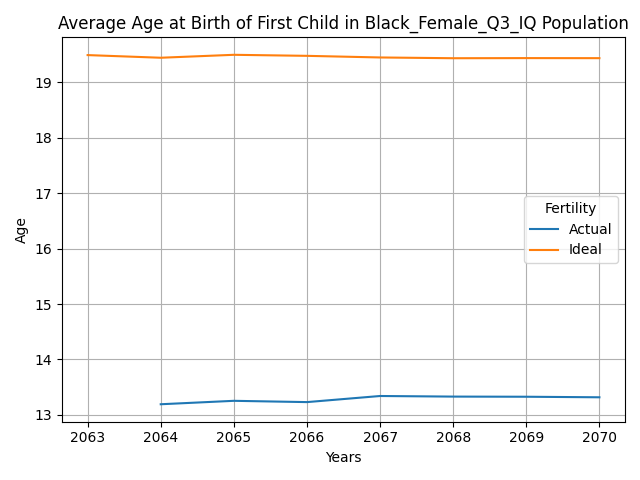 Average Age at Birth of First Child in Black_Female_Q3_IQ Population
Age
19
18
17
16
15
14
13
Fertility
Actual
Ideal
2063 2064 2065 2066 2067 2068 2069 2070
Years